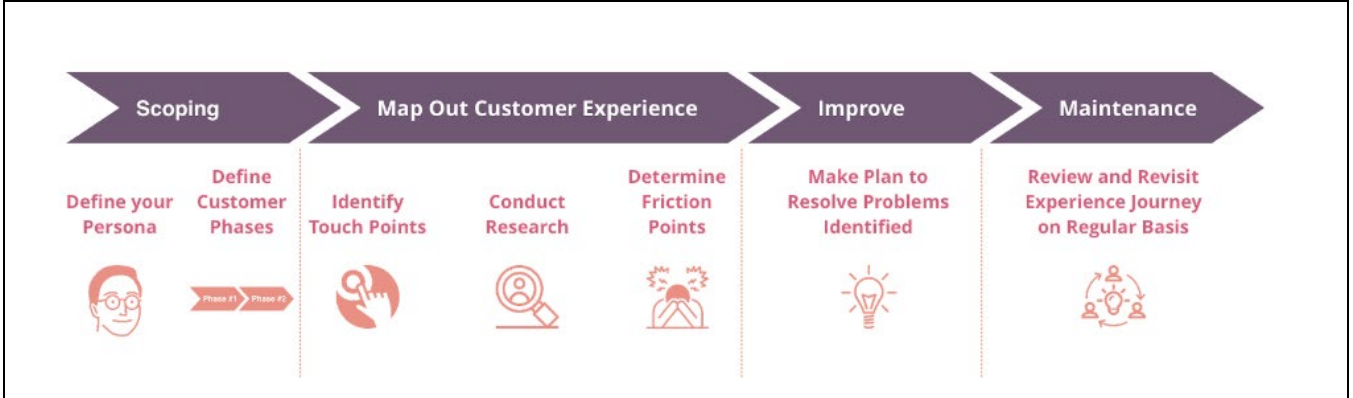 Scoping
Map Out Customer Experience
Improve
Maintenance
Define your
Persona
Define
Customer
Phases
Phase #1
Phase #2
Identify
Touch Points
Conduct
Research
Determine
Friction
Points
Make Plan to
Resolve Problems
Identified
Review and Revisit
Experience Journey
on Regular Basis